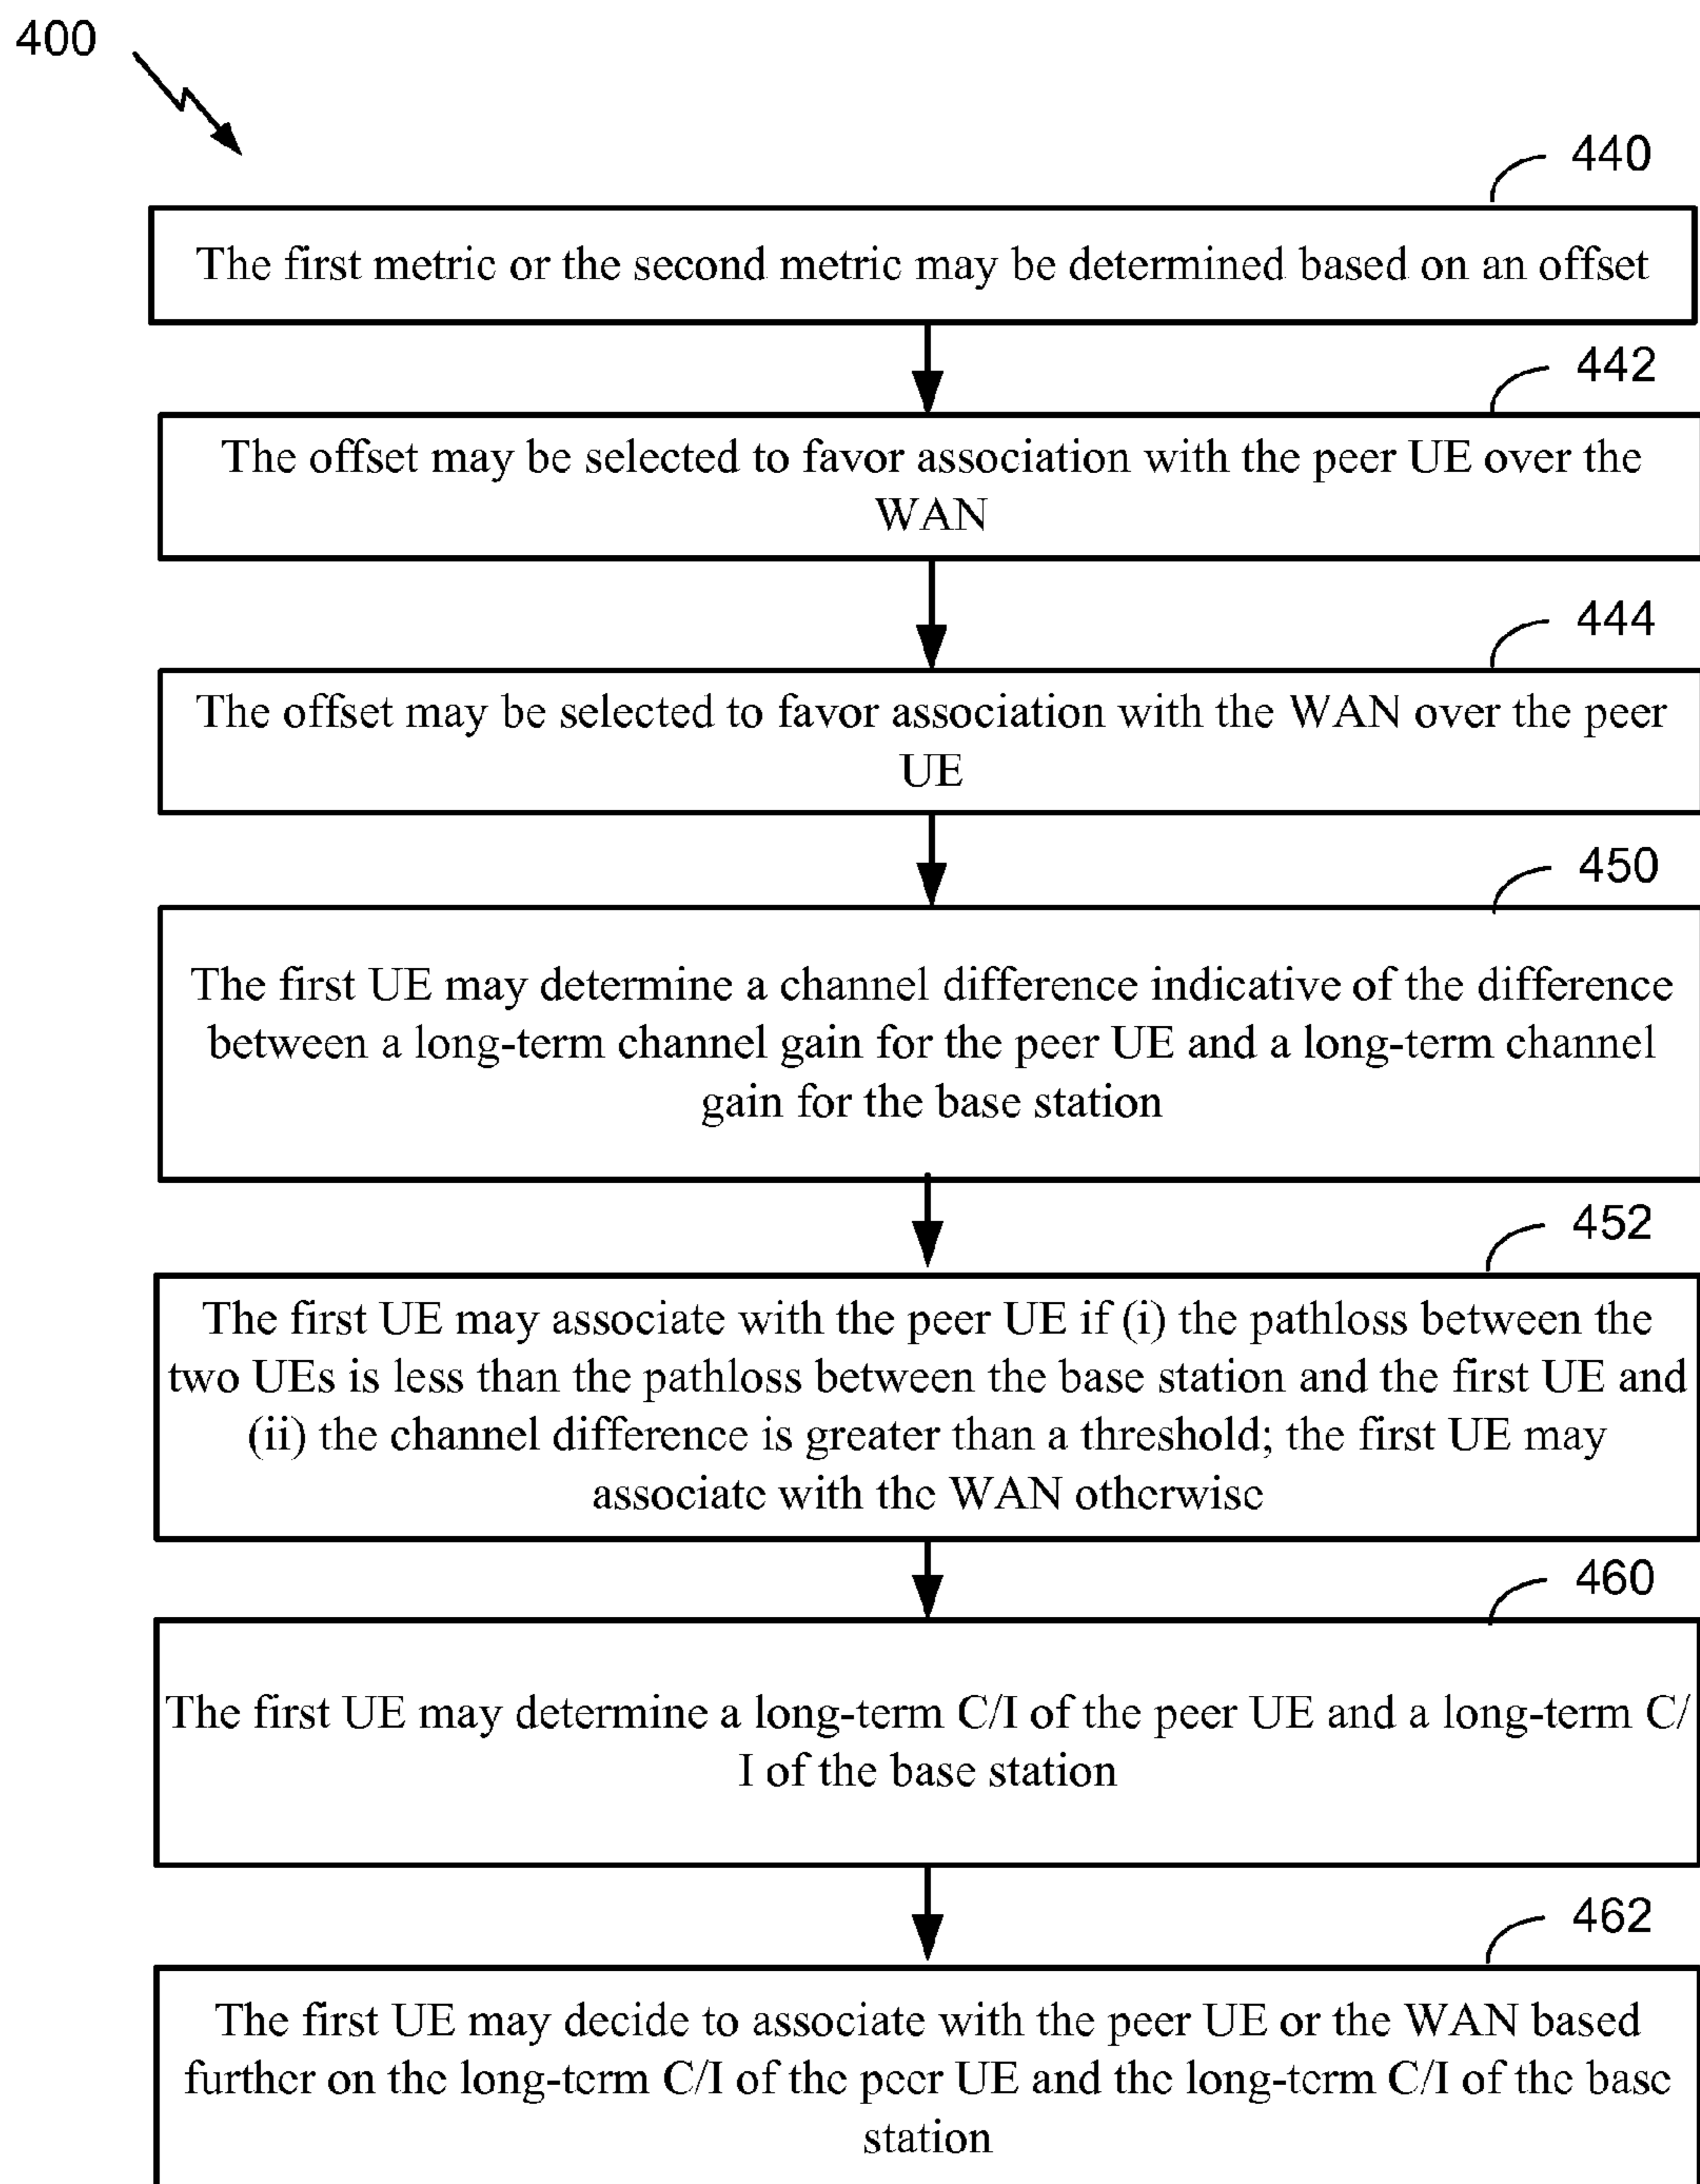 400
440
The first metric or the second metric may be determined based on an offset
442
The offset may be selected to favor association with the peer UE over the
WAN
444
The offset may be selected to favor association with the WAN over the peer
UE
450
The first UE may determine a channel difference indicative of the difference
between a long-term channel gain for the peer UE and a long-term channel
gain for the base station
452
The first UE may associate with the peer UE if (i) the pathloss between the
two UEs is less than the pathloss between the base station and the first UE and
(ii) the channel difference is greater than a threshold; the first UE may
associate with the WAN otherwise
460
The first UE may determine a long-term C/I of the peer UE and a long-term C/
I of the base station
462
The first UE may decide to associate with the peer UE or the WAN based
further on the long-term C/I of the peer UE and the long-term C/I of the base
station